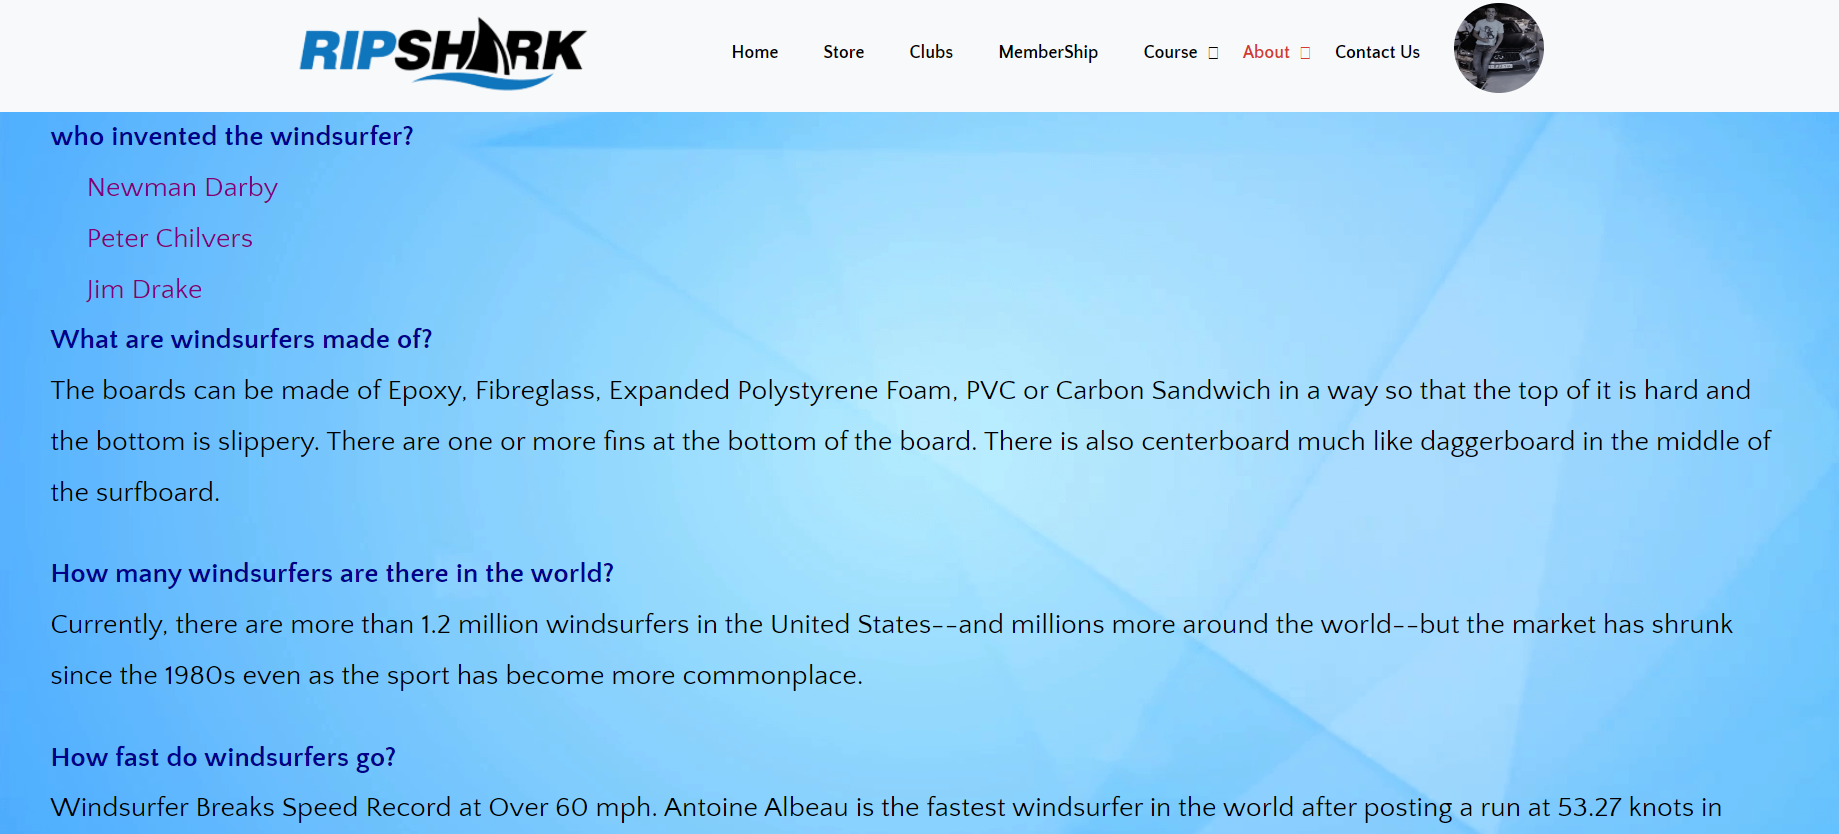 RIPSHARK
Home Store Clubs MemberShip Course About Contact Us
who invented the windsurfer?
Newman Darby
Peter Chilvers
Jim Drake
What are windsurfers made of?
The boards can be made of Epoxy, Fibreglass, Expanded Polystyrene Foam, PVC or Carbon Sandwich in a way so that the top of it is hard and
the bottom is slippery. There are one or more fins at the bottom of the board. There is also centerboard much like daggerboard in the middle of
the surfboard.
How many windsurfers are there in the world?
Currently, there are more than 1.2 million windsurfers in the United States--and millions more around the world--but the market has shrunk
since the 1980s even as the sport has become more commonplace.
How fast do windsurfers go?
Windsurfer Breaks Speed Record at Over 60 mph. Antoine Albeau is the fastest windsurfer in the world after posting a run at 53.27 knots in